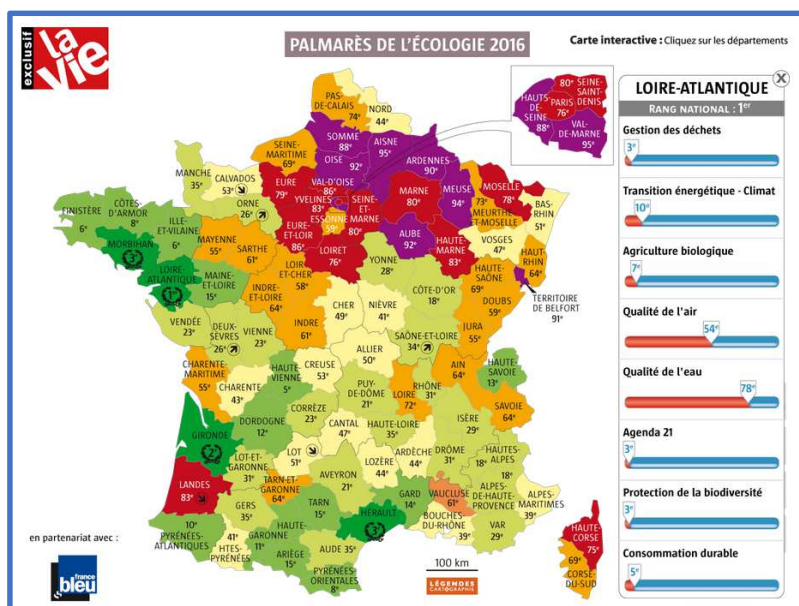 exclusif
la
vie
PALMARÈS DE L'ÉCOLOGIE 2016
Carte interactive : Cliquez sur les départements
PAS-
DE-CALAIS
74e
NORD
44e
SOMME
88e
AISNE
95e
SEINE-
MARITIME
69e
OISE
92e
ARDENNES
90e
MANCHE
35e
CALVADOS
53e
EURE
79e
VAL-D'OISE
86e
YVELINES
83e
ESSONNE
59e
SEINE-
ET-
MARNE
80e
MARNE
80e
MEUSE
94e
MOSELLE
78e
73e
MEURTHE-
ET-MOSELLE
BAS-
RHIN
51e
ORNE
26e
FINISTÈRE
6e
CÔTES-
D'ARMOR
8e
ILLE-
ET-VILAINE
6e
MORBIHAN
3e
MAYENNE
55e
SARTHE
61e
EURE-
ET-LOIR
86e
LOIRET
76e
AUBE
92e
HAUTE-
MARNE
83e
VOSGES
47e
HAUT-
RHIN
64e
LOIRE-
ATLANTIQUE
1er
MAINE-
ET-LOIRE
15e
LOIR-
ET-CHER
58e
INDRE-
ET-LOIRE
64e
YONNE
28e
CÔTE-D'OR
18e
HAUTE-
SAÔNE
69e
DOUBS
59e
TERRITOIRE
DE BELFORT
91e
VENDÉE
23e
DEUX-
SÈVRES
26e
VIENNE
23e
INDRE
61e
CHER
49e
NIÈVRE
41e
SAÔNE-ET-LOIRE
34e
JURA
55e
ALLIER
50e
CHARENTE-
MARITIME
55e
CHARENTE
43e
HAUTE-
VIENNE
5e
CREUSE
53e
PUY-
DE-DÔME
21e
LOIRE
72e
RHÔNE
31e
AIN
64e
HAUTE-
SAVOIE
13e
SAVOIE
64e
GIRONDE
2e
DORDOGNE
12e
CORRÈZE
23e
CANTAL
47e
HAUTE-LOIRE
35e
ISÈRE
29e
LOT-ET-
GARONNE
31e
LOT
51e
AVEYRON
21e
LOZÈRE
44e
ARDÈCHE
44e
DRÔME
31e
HAUTES-
ALPES
18e
LANDES
83e
TARN-ET-
GARONNE
64e
GERS
35e
TARN
15e
HÉRAULT
3e
GARD
14e
VAUCLUSE
61e
18e
ALPES-
DE-HAUTE-
PROVENCE
ALPES-
MARITIMES
39e
BOUCHES-
DU-RHÔNE
39e
VAR
29e
10e
PYRÉNÉES-
ATLANTIQUES
41e
HTES-
PYRÉNÉES
HAUTE-
GARONNE
11e
ARIÈGE
15e
AUDE 35e
PYRÉNÉES-
ORIENTALES
8e
HAUTE-
CORSE
75e
69e
CORSE-
DU-SUD
HAUTS-
DE-SEINE
88e
80e
SEINE-
SAINT-
DENIS
PARIS
76e
VAL-
DE-MARNE
95e
100 km
LÉGENDES
CARTOGRAPHIE
en partenariat avec :
france
bleu
LOIRE-ATLANTIQUE
RANG NATIONAL : 1er
Gestion des déchets
3e
Transition énergétique - Climat
10e
Agriculture biologique
7e
Qualité de l'air
54e
Qualité de l'eau
78e
Agenda 21
3e
Protection de la biodiversité
3e
Consommation durable
5e